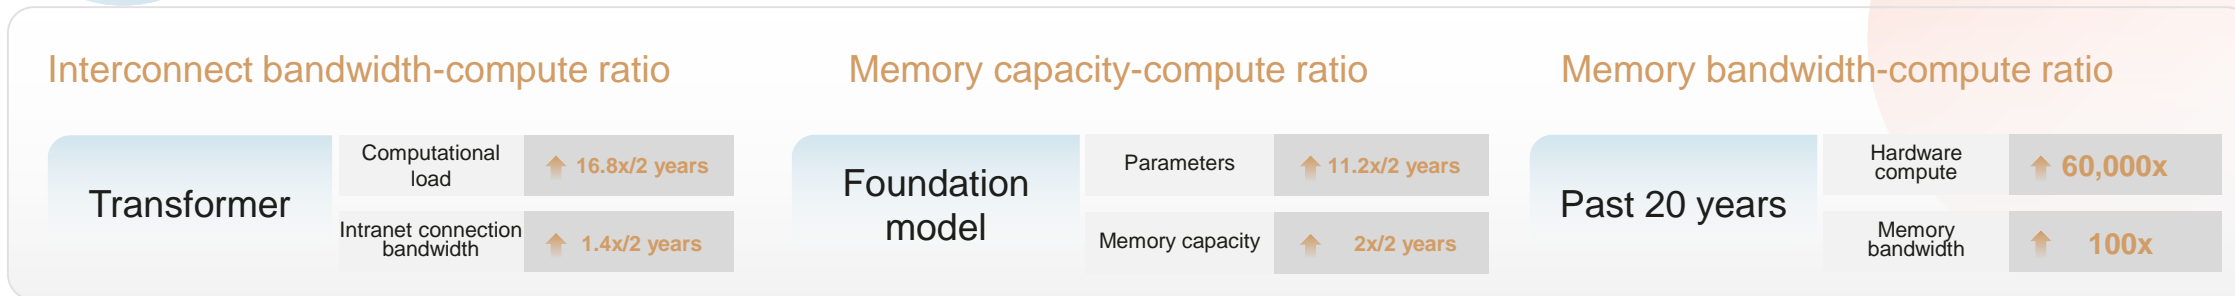 Interconnect bandwidth-compute ratio
Transformer
Computational
load
16.8x/2 years
Intranet connection
bandwidth
1.4x/2 years
Memory capacity-compute ratio
Foundation
model
Parameters
11.2x/2 years
Memory capacity
2x/2 years
Memory bandwidth-compute ratio
Past 20 years
Hardware
compute
60,000x
Memory
bandwidth
100x